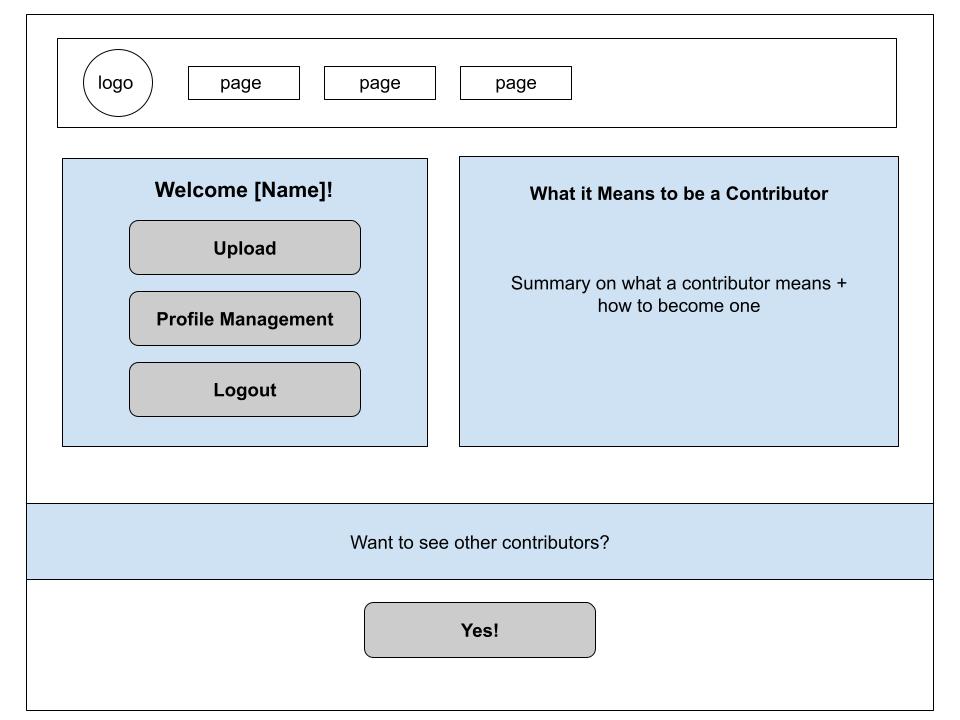 logo
page
page
page
Welcome [Name]!
Upload
Profile Management
Logout
What it Means to be a Contributor
Summary on what a contributor means +
how to become one
Want to see other contributors?
Yes!